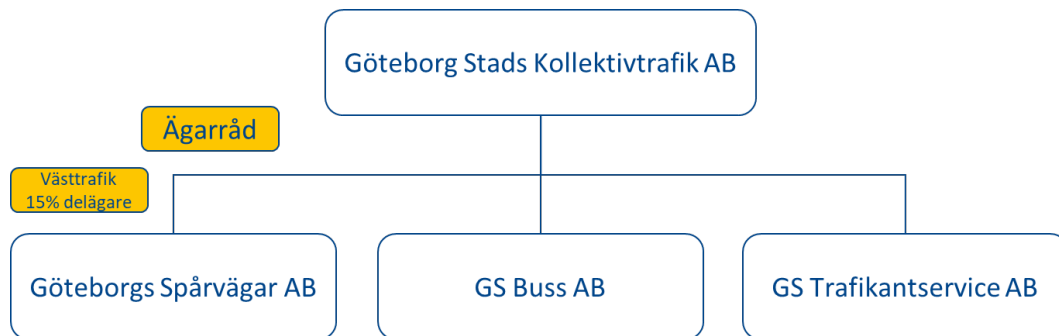 Göteborg Stads Kollektivtrafik AB
Ägarråd
Västtrafik
15% delägare
Göteborgs Spårvägar AB
GS Buss AB
GS Trafikantservice AB